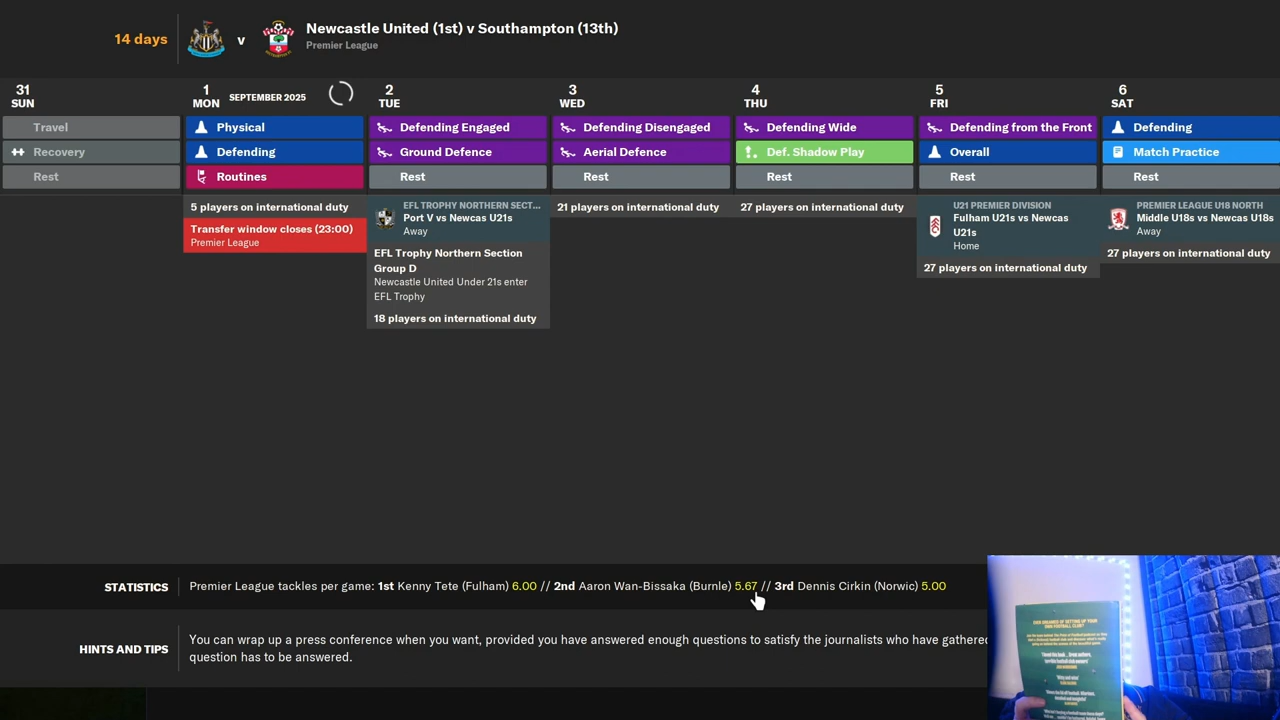 14 days
v
Newcastle United (1st) v Southampton (13th)
Premier League
31
SUN
1
MON
SEPTEMBER 2025
2
TUE
3
WED
4
THU
5
FRI
6
SAT
Travel
Physical
Defending Engaged
Defending Disengaged
Defending Wide
Defending from the Front
Defending
Recovery
Defending
Ground Defence
Aerial Defence
Def. Shadow Play
Overall
Match Practice
Rest
Routines
Rest
Rest
Rest
Rest
Rest
5 players on international duty
Transfer window closes (23:00)
Premier League
EFL TROPHY NORTHERN SECT...
Port V vs Newcas U21s
Away
EFL Trophy Northern Section
Group D
Newcastle United Under 21s enter
EFL Trophy
18 players on international duty
21 players on international duty
27 players on international duty
U21 PREMIER DIVISION
Fulham U21s vs Newcas
U21s
Home
27 players on international duty
PREMIER LEAGUE U18 NORTH
Middle U18s vs Newcas U18s
Away
27 players on international duty
STATISTICS
Premier League tackles per game: 1st Kenny Tete (Fulham) 6.00 // 2nd Aaron Wan-Bissaka (Burnle) 5.67 // 3rd Dennis Cirkin (Norwic) 5.00
HINTS AND TIPS
You can wrap up a press conference when you want, provided you have answered enough questions to satisfy the journalists who have gathered
question has to be answered.